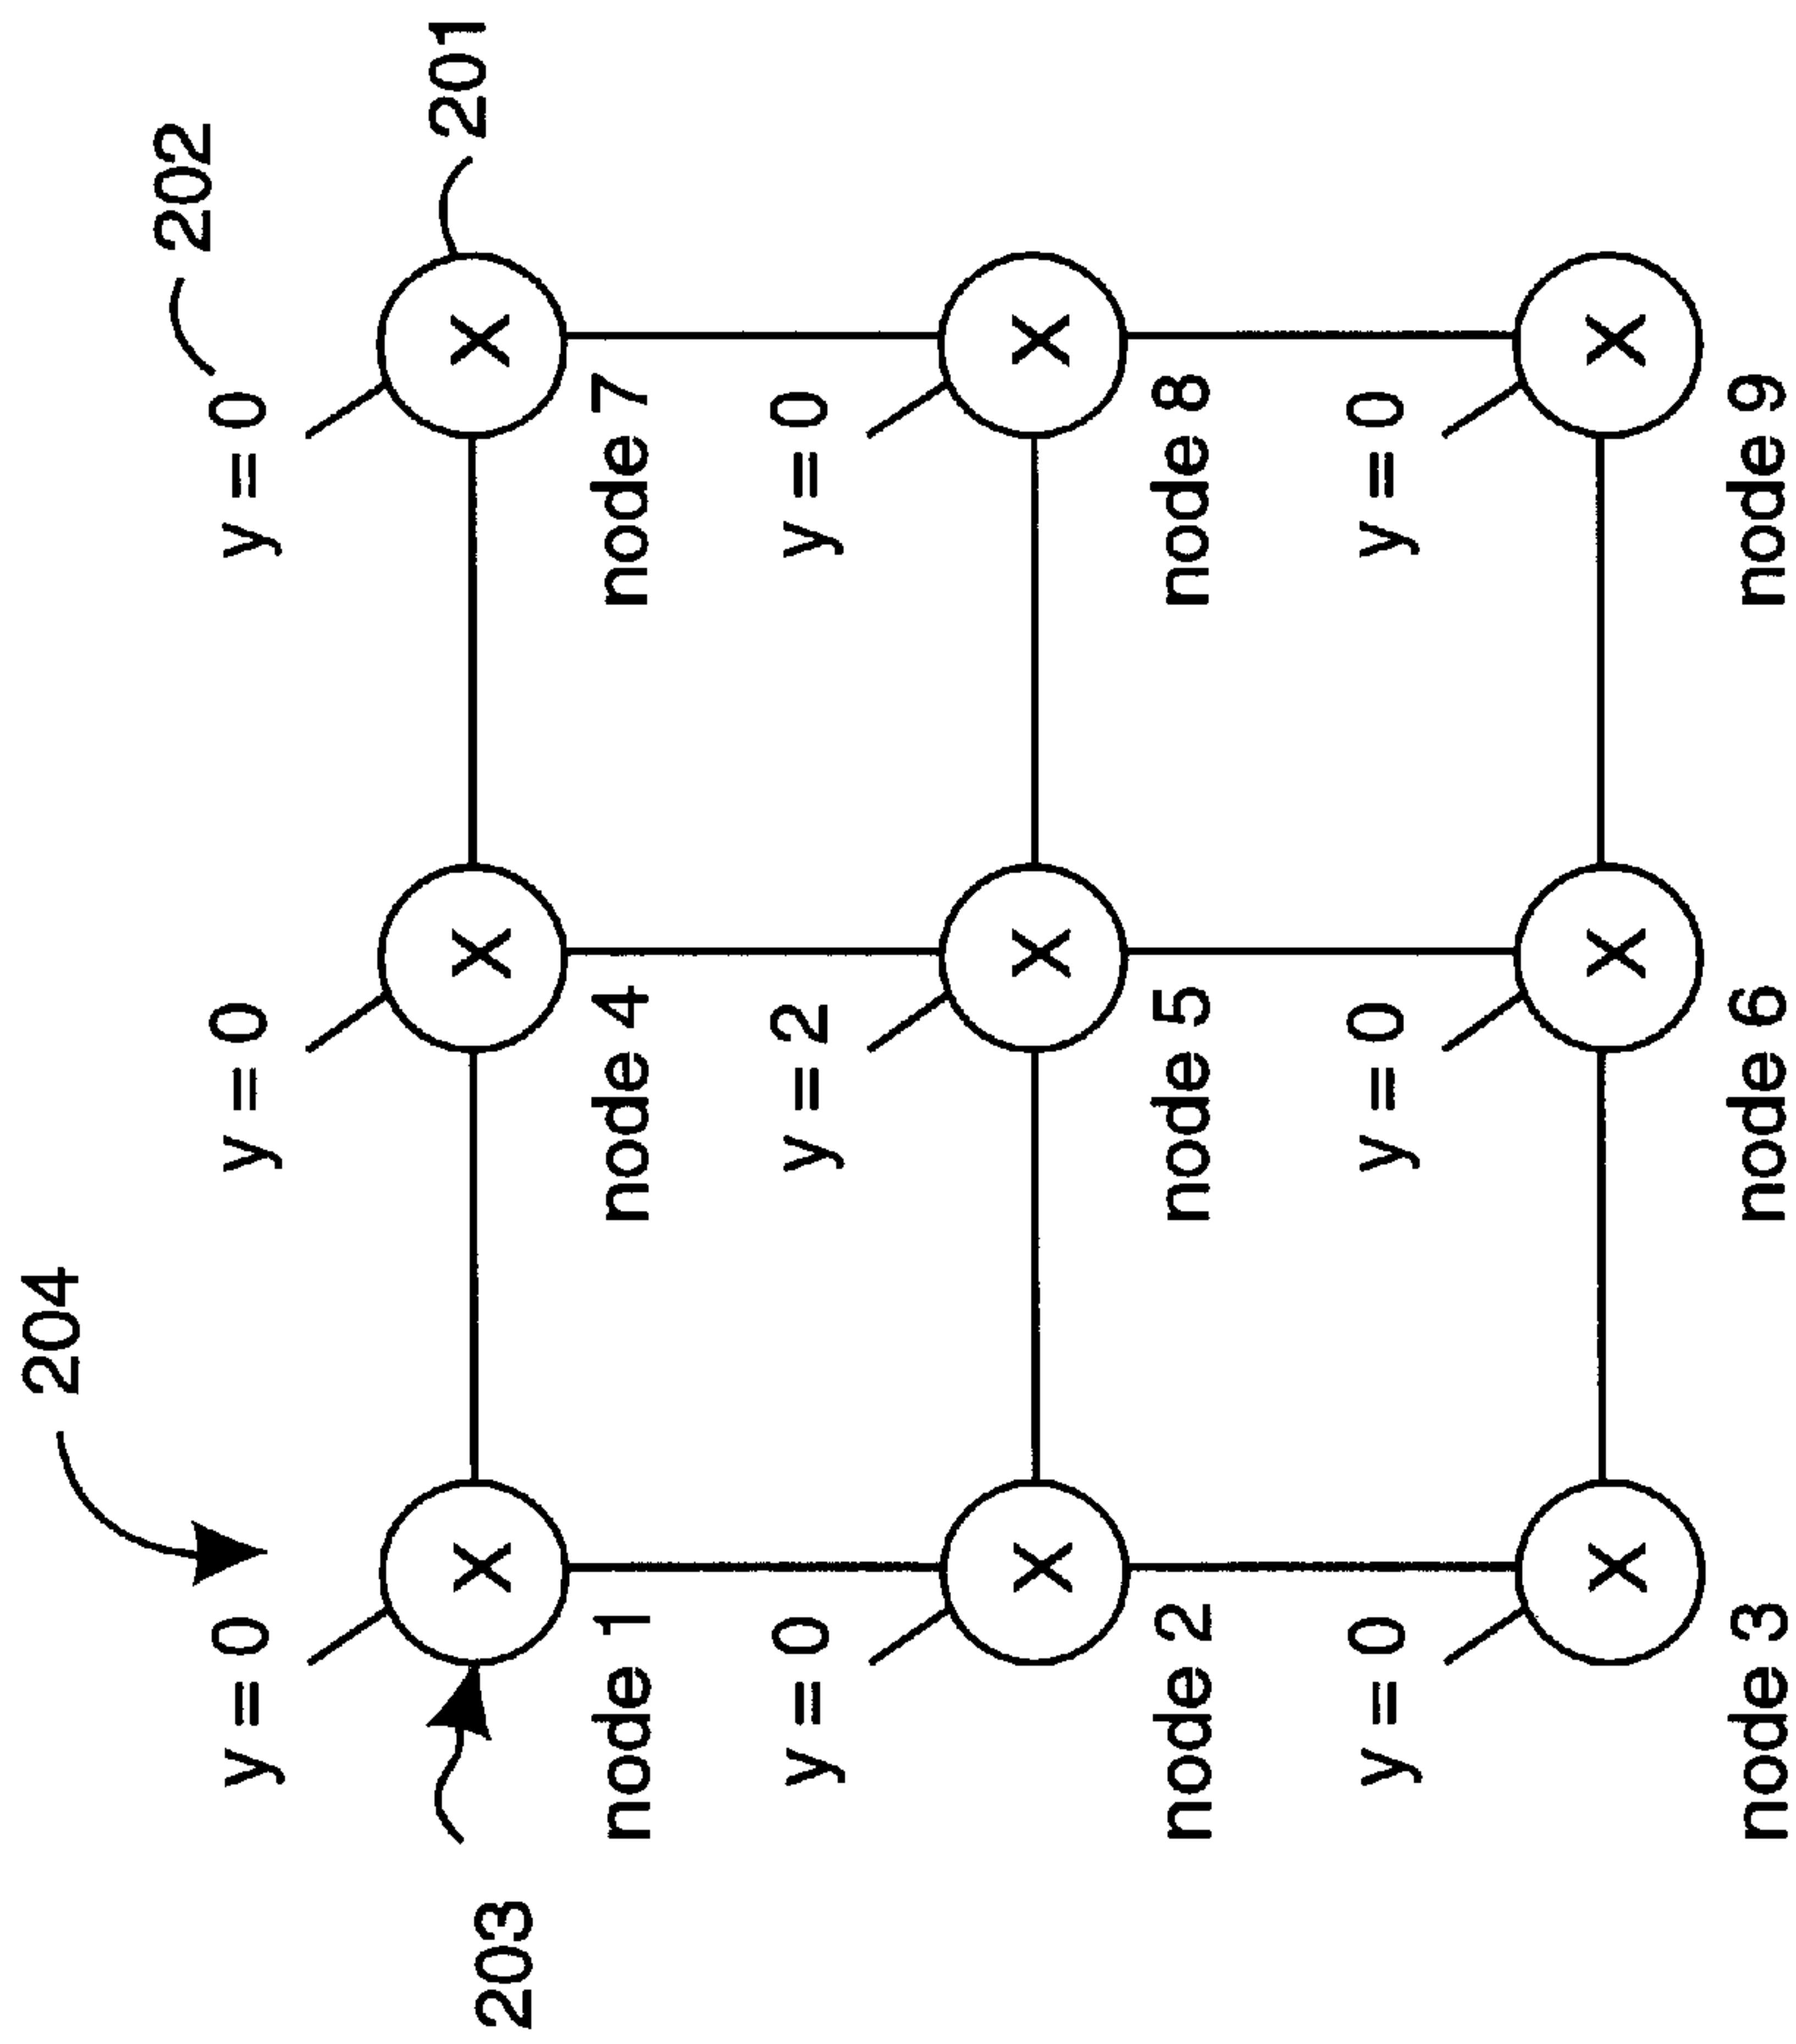 204
202
y = 0
y = 0
y = 0
203
X
X
X
201
node 1
node 4
node 7
y = 0
y = 2
y = 0
X
X
X
node 2
node 5
node 8
y = 0
y = 0
y = 0
X
X
X
node 3
node 6
node 9